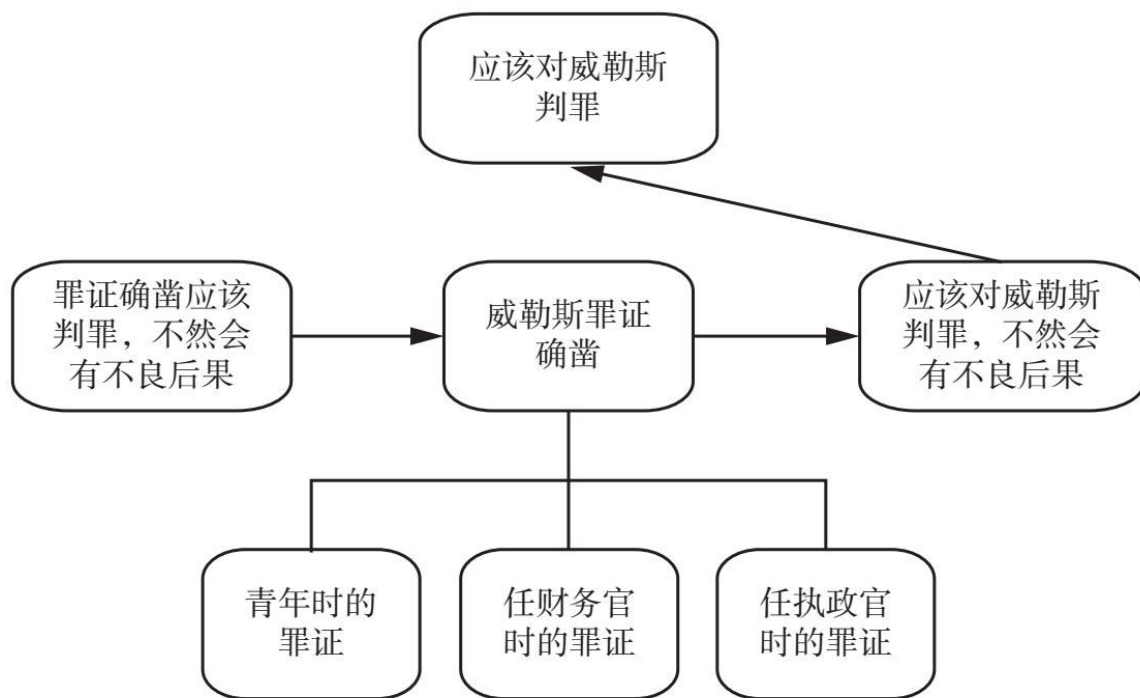 应该对威勒斯
判罪
罪证确凿应该
判罪，不然会
有不良后果
威勒斯罪证
确凿
应该对威勒斯
判罪，不然会
有不良后果
青年时的
罪证
任财务官
时的罪证
任执政官
时的罪证